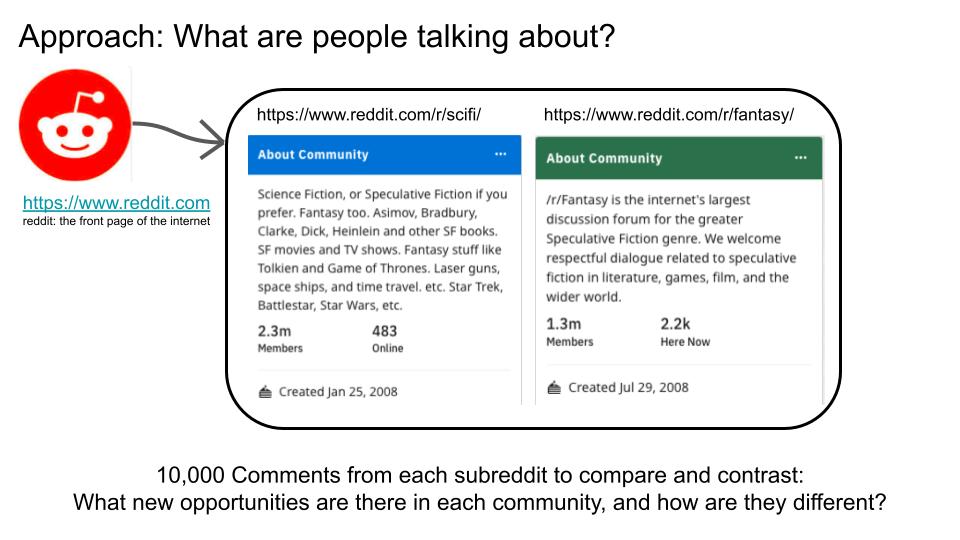 Approach: What are people talking about?
https://www.reddit.com
reddit: the front page of the internet
https://www.reddit.com/r/scifi/
About Community
Science Fiction, or Speculative Fiction if you
prefer. Fantasy too. Asimov, Bradbury,
Clarke, Dick, Heinlein and other SF books.
SF movies and TV shows. Fantasy stuff like
Tolkien and Game of Thrones. Laser guns,
space ships, and time travel. etc. Star Trek,
Battlestar, Star Wars, etc.
2.3m 483
Members Online
Created Jan 25, 2008
https://www.reddit.com/r/fantasy/
About Community
/r/Fantasy is the internet's largest
discussion forum for the greater
Speculative Fiction genre. We welcome
respectful dialogue related to speculative
fiction in literature, games, film, and the
wider world.
1.3m 2.2k
Members Here Now
Created Jul 29, 2008
10,000 Comments from each subreddit to compare and contrast:
What new opportunities are there in each community, and how are they different?